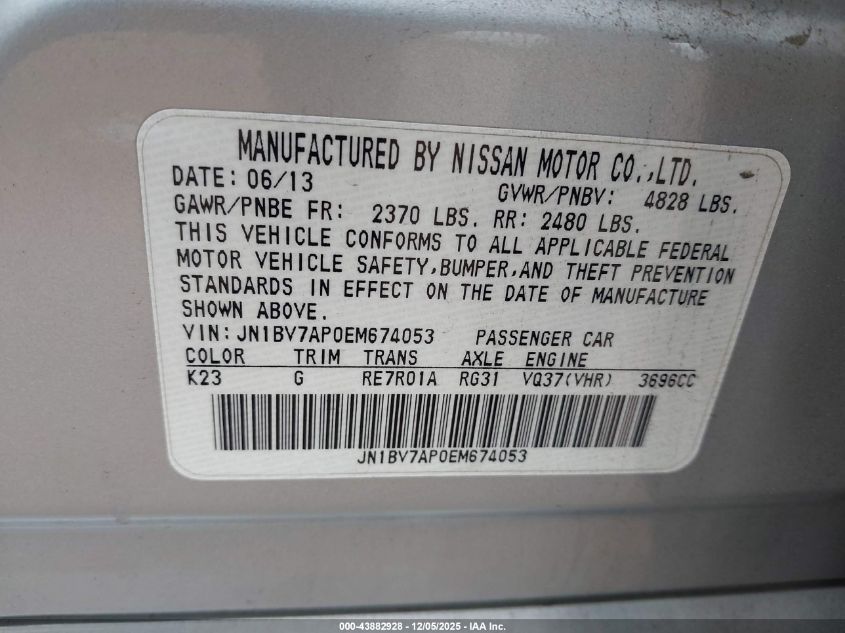 MANUFACTURED BY NISSAN MOTOR CO.,LTD.
DATE: 06/13 GVWR/PNBV: 4828 LBS.
GAWR/PNBE FR: 2370 LBS. RR: 2480 LBS.
THIS VEHICLE CONFORMS TO ALL APPLICABLE FEDERAL
MOTOR VEHICLE SAFETY,BUMPER,AND THEFT PREVENTION
STANDARDS IN EFFECT ON THE DATE OF MANUFACTURE
SHOWN ABOVE.
VIN: JN1BV7AP0EM674053 PASSENGER CAR
COLOR TRIM TRANS AXLE ENGINE
K23 G RE7R01A RG31 VQ37(VHR) 3696CC
JN1BV7AP0EM674053
000-43882928 - 12/05/2025 - IAA Inc.